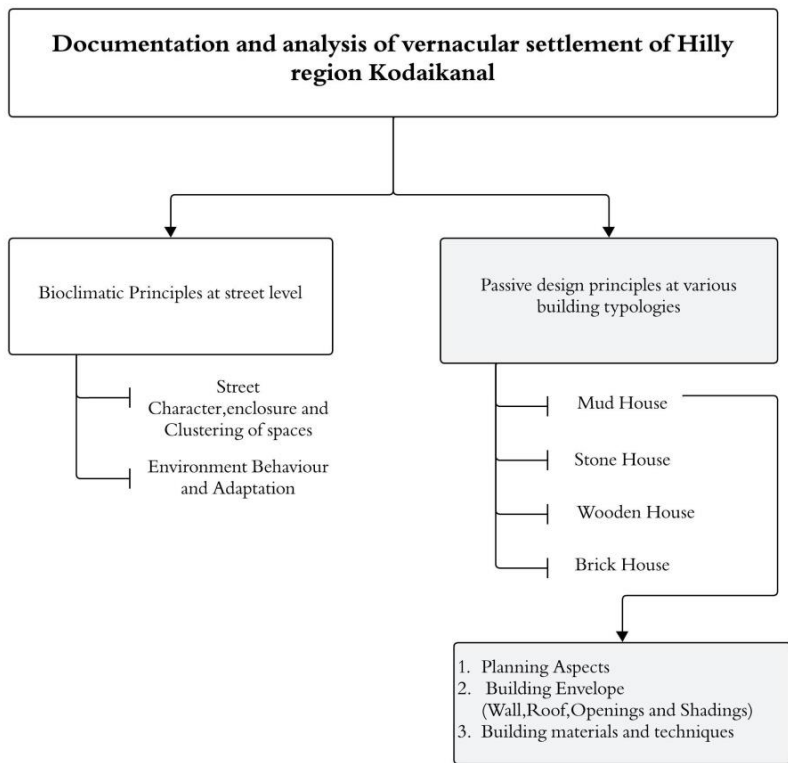 Documentation and analysis of vernacular settlement of Hilly
region Kodaikanal
Bioclimatic Principles at street level
Street
Character,enclosure and
Clustering of spaces
Environment Behaviour
and Adaptation
Passive design principles at various
building typologies
Mud House
Stone House
Wooden House
Brick House
1. Planning Aspects
2. Building Envelope
(Wall,Roof,Openings and Shadings)
3. Building materials and techniques